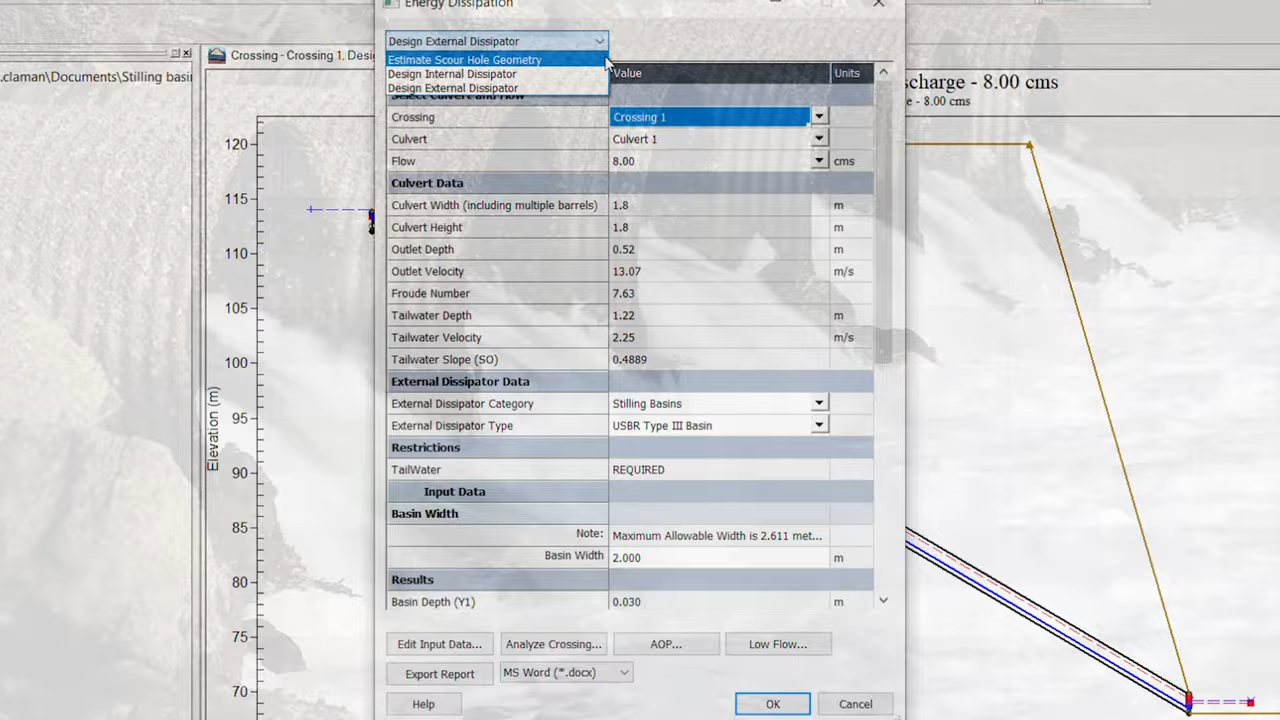 Energy Dissipation
Design External Dissipator
Estimate Scour Hole Geometry
Design Internal Dissipator
Design External Dissipator
Value Units
Select Culvert and Flow
Crossing Crossing 1
Culvert Culvert 1
Flow 8.00 cms
Culvert Data
Culvert Width (including multiple barrels) 1.8 m
Culvert Height 1.8 m
Outlet Depth 0.52 m
Outlet Velocity 13.07 m/s
Froude Number 7.63
Tailwater Depth 1.22 m
Tailwater Velocity 2.25 m/s
Tailwater Slope (SO) 0.4889
External Dissipator Data
External Dissipator Category Stilling Basins
External Dissipator Type USBR Type III Basin
Restrictions
TailWater REQUIRED
Input Data
Basin Width
Note: Maximum Allowable Width is 2.611 met...
Basin Width 2.000 m
Results
Basin Depth (Y1) 0.030 m
Edit Input Data... Analyze Crossing... AOP... Low Flow...
Export Report MS Word (*.docx)
Help OK Cancel
.claman\Documents\Stilling basin
Crossing - Crossing 1, Desig
scharge - 8.00 cms
e - 8.00 cms
Elevation (m)
120
115
110
105
100
95
90
85
80
75
70